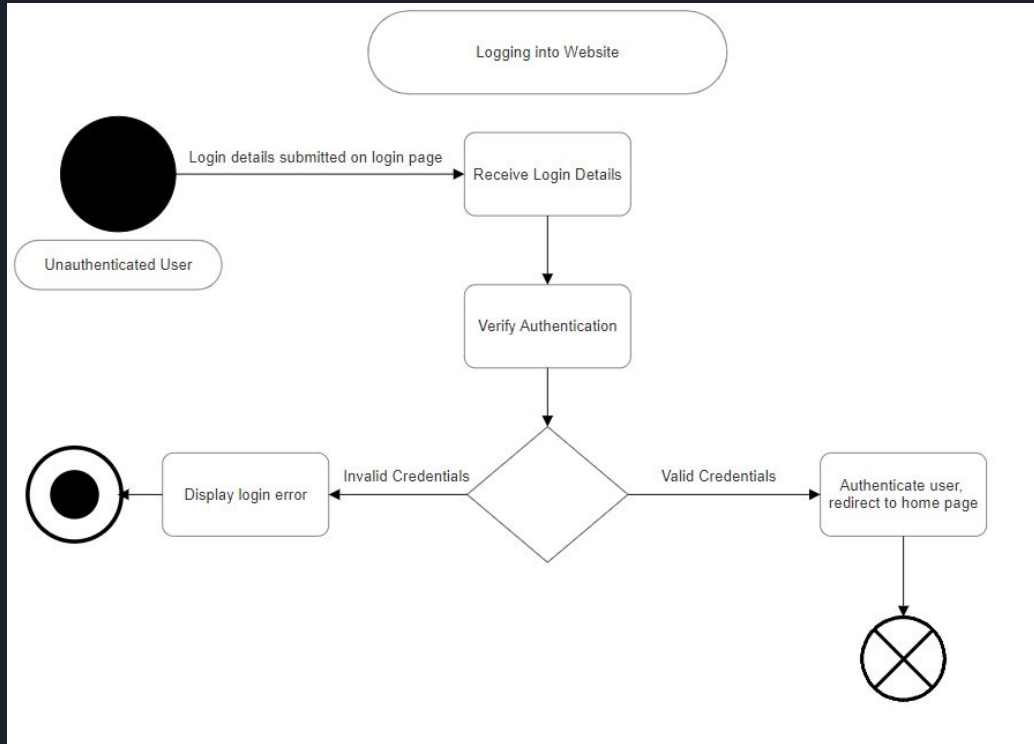 Logging into Website
Login details submitted on login page
Receive Login Details
Unauthenticated User
Verify Authentication
Invalid Credentials
Valid Credentials
Display login error
Authenticate user,
redirect to home page